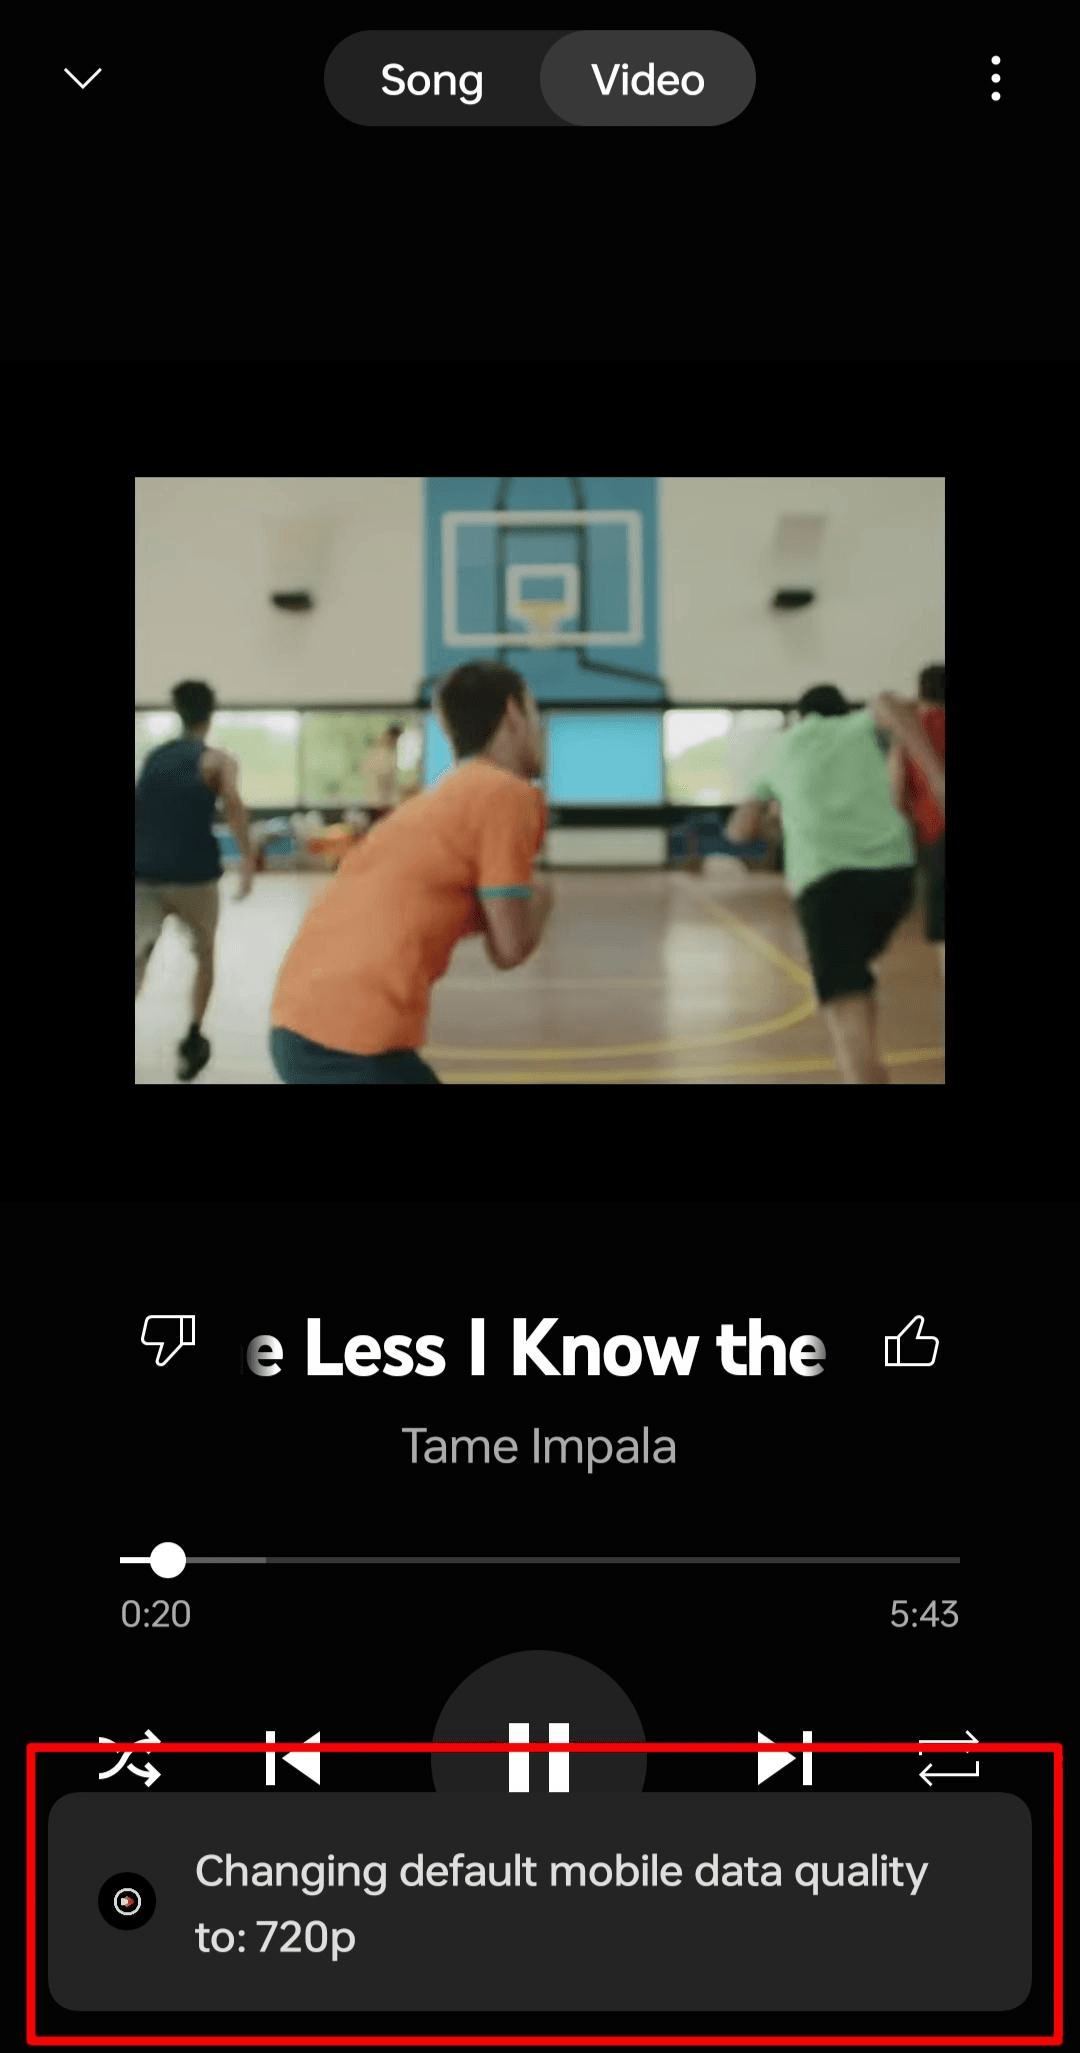 Song
Video
e Less I Know the
Tame Impala
0:20
5:43
Changing default mobile data quality
to: 720p